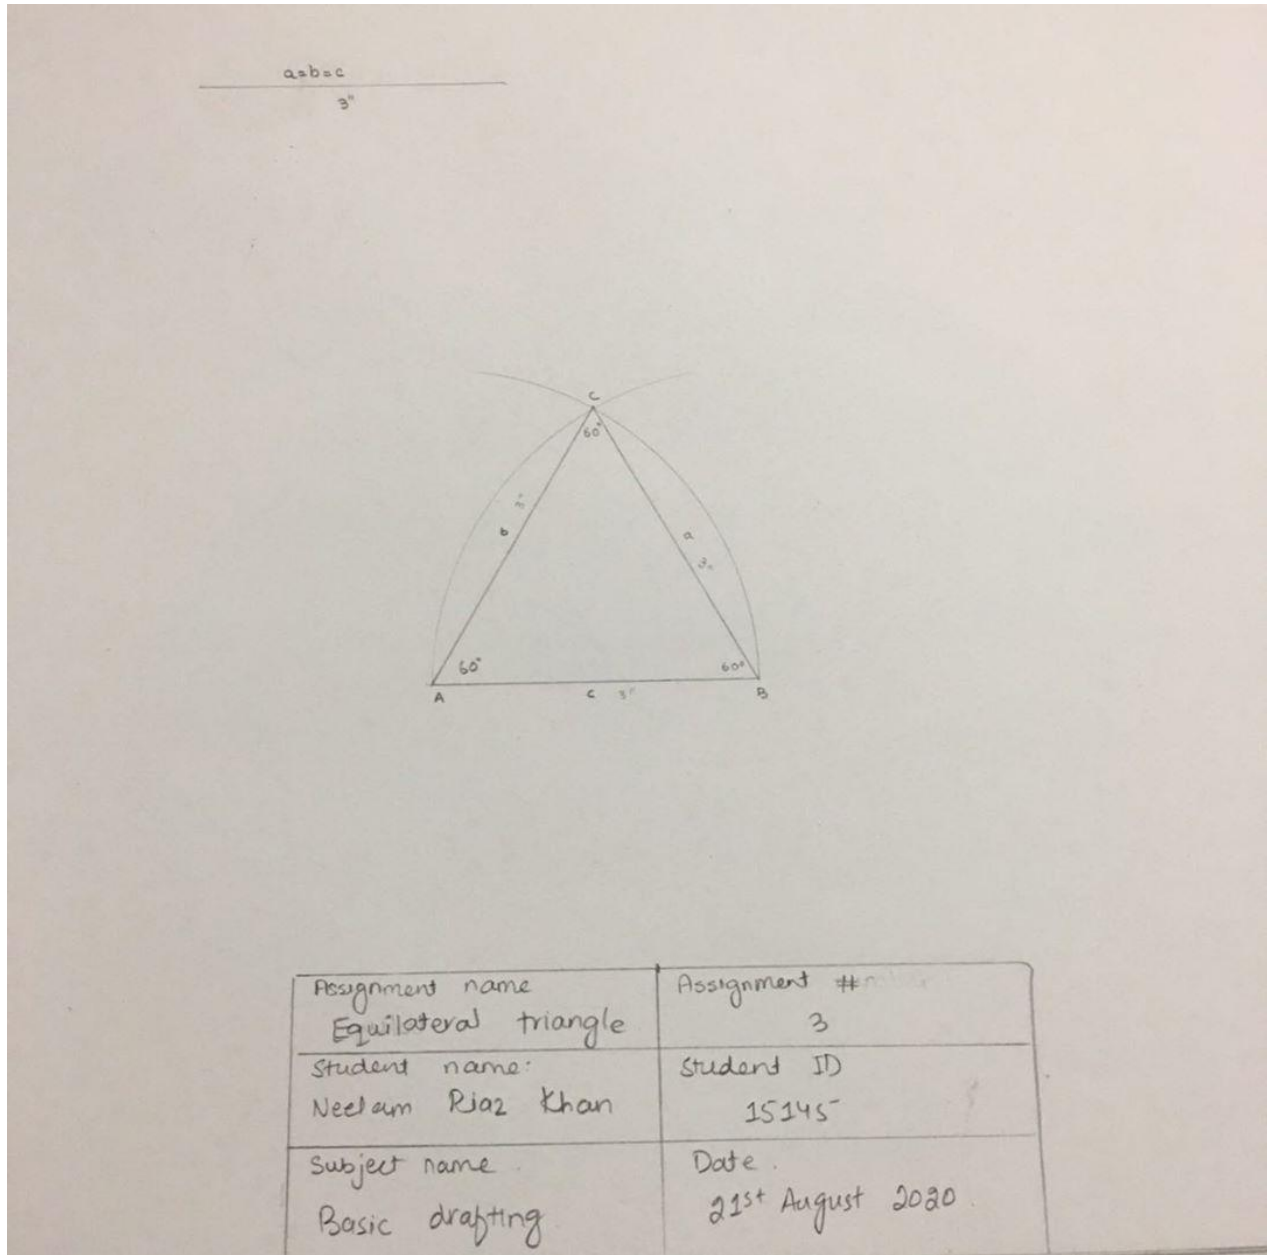 a=b=c
3"
C
60°
b 3"
a 3"
60° 60°
A c 3" B
Assignment name
Equilateral triangle
Assignment #
3
Student name:
Neelam Riaz Khan
Student ID
15145
Subject name
Basic drafting
Date.
21st August 2020